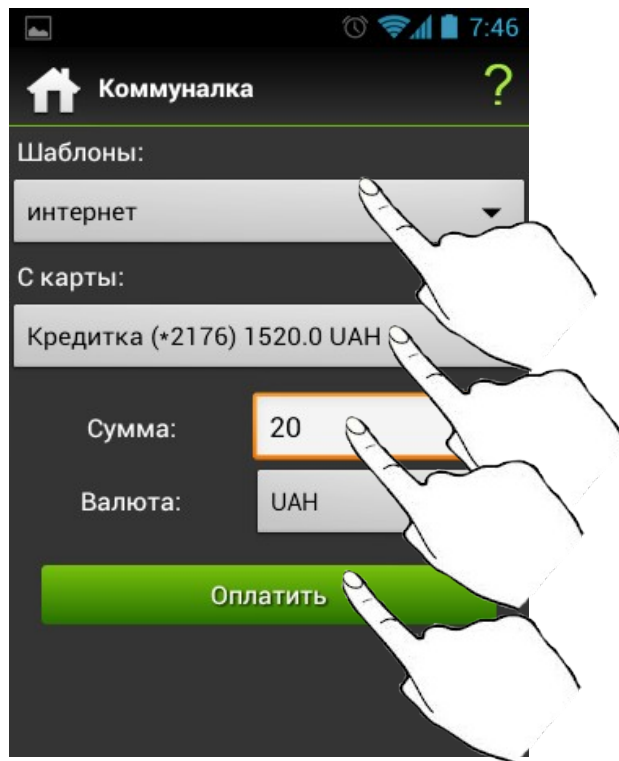 7:46
Коммуналка ?
Шаблоны:
интернет
С карты:
Кредитка (*2176) 1520.0 UAH
Сумма: 20
Валюта: UAH
Оплатить